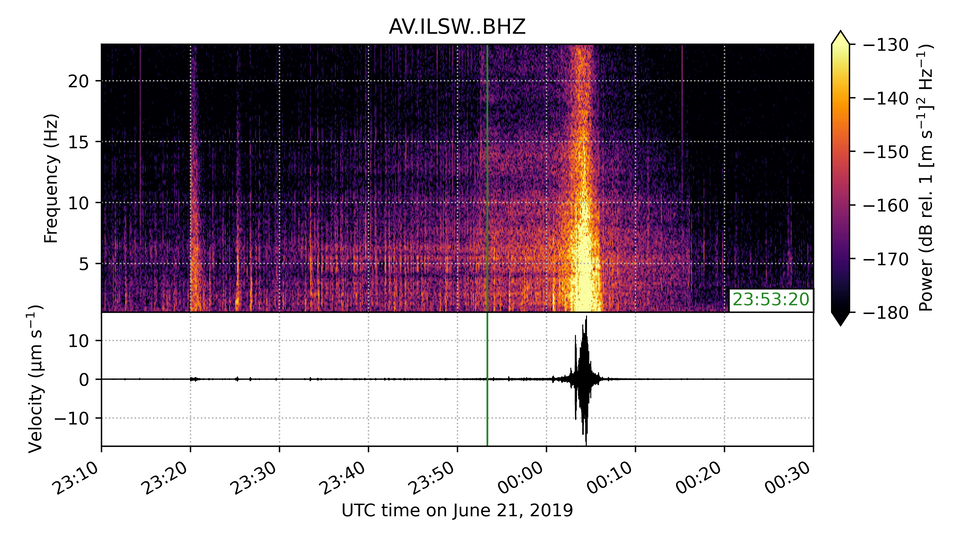 AV.ILSW..BHZ
20
15
10
5
Frequency (Hz)
23:53:20
−130
−140
−150
−160
−170
−180
Power (dB rel. 1 [m s⁻¹]² Hz⁻¹)
10
0
−10
Velocity (μm s⁻¹)
23:10 23:20 23:30 23:40 23:50 00:00 00:10 00:20 00:30
UTC time on June 21, 2019